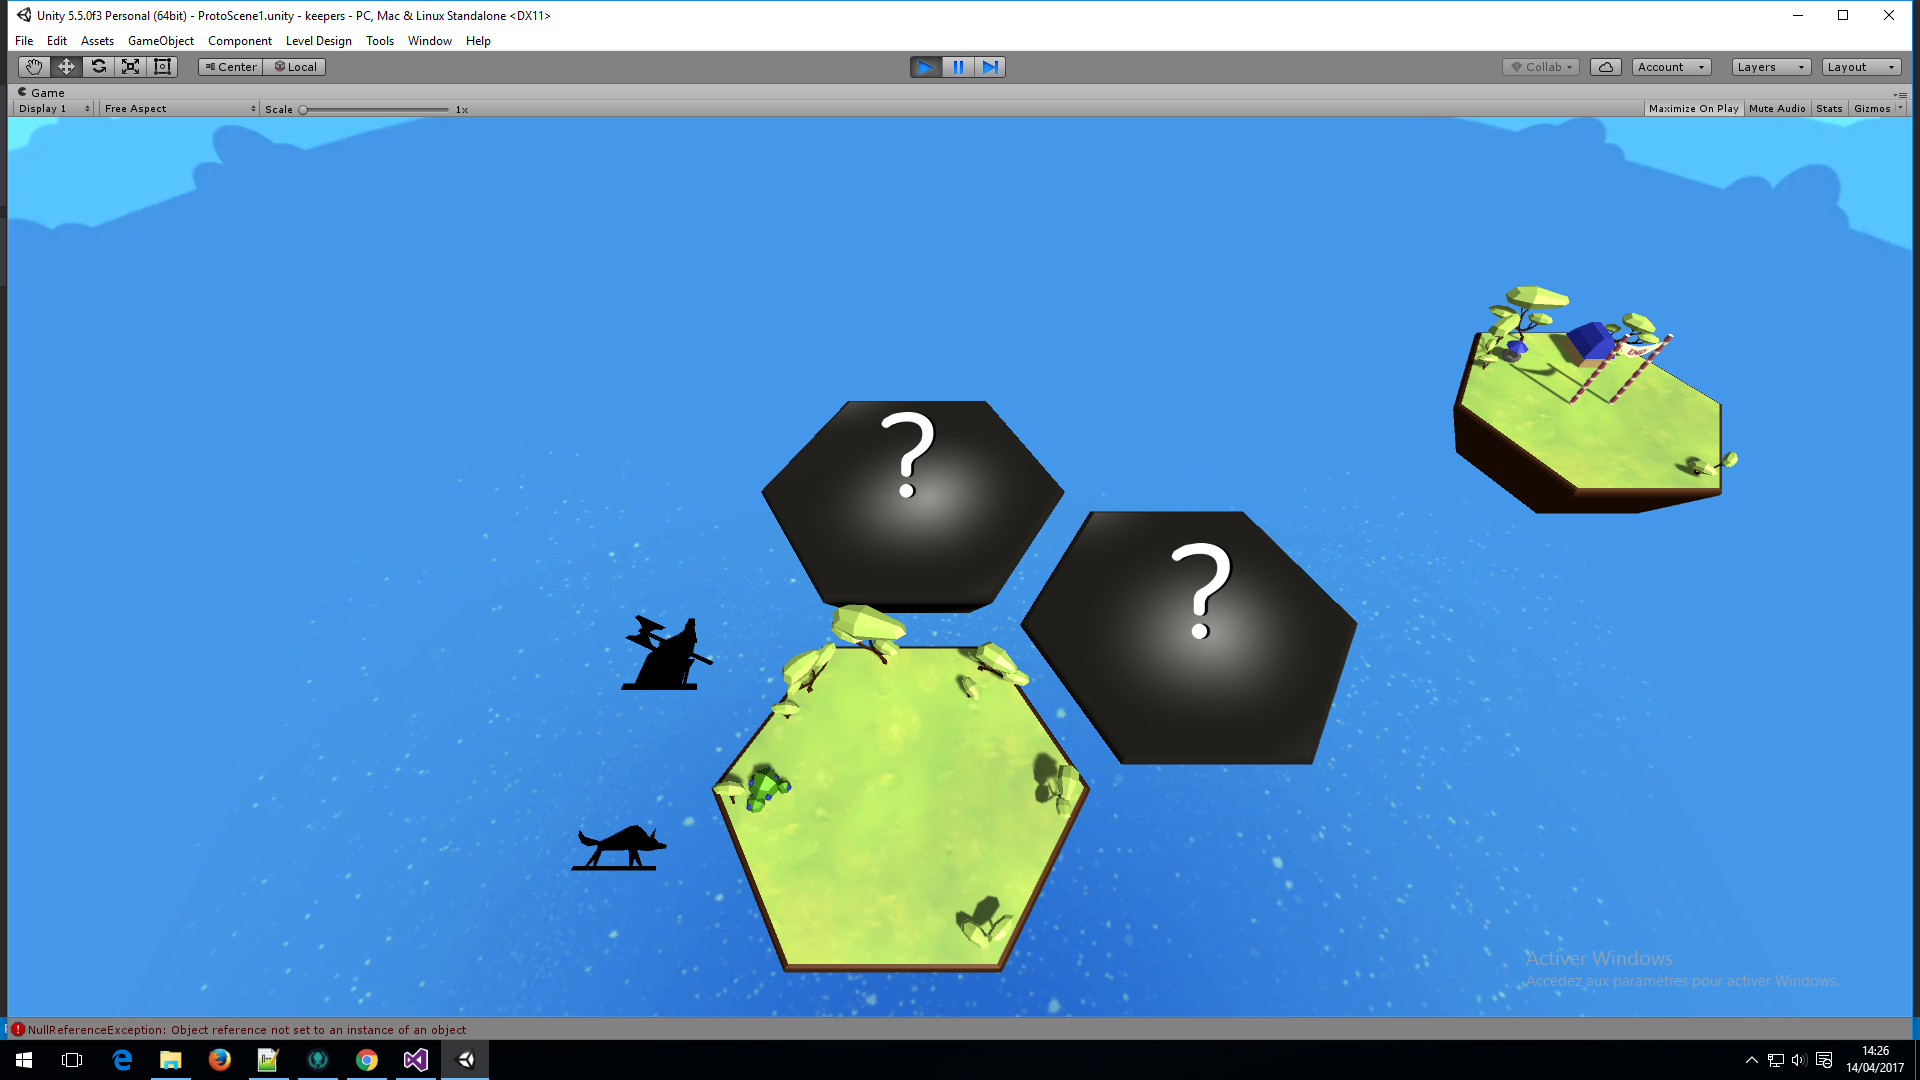 Unity 5.5.0f3 Personal (64bit) - ProtoScene1.unity - keepers - PC, Mac & Linux Standalone <DX11>
File Edit Assets GameObject Component Level Design Tools Window Help
Center Local Collab Account Layers Layout
Game
Display 1 Free Aspect Scale 1x Maximize On Play Mute Audio Stats Gizmos
END
?
?
Activer Windows
Accédez aux paramètres pour activer Windows.
NullReferenceException: Object reference not set to an instance of an object
14:26
14/04/2017